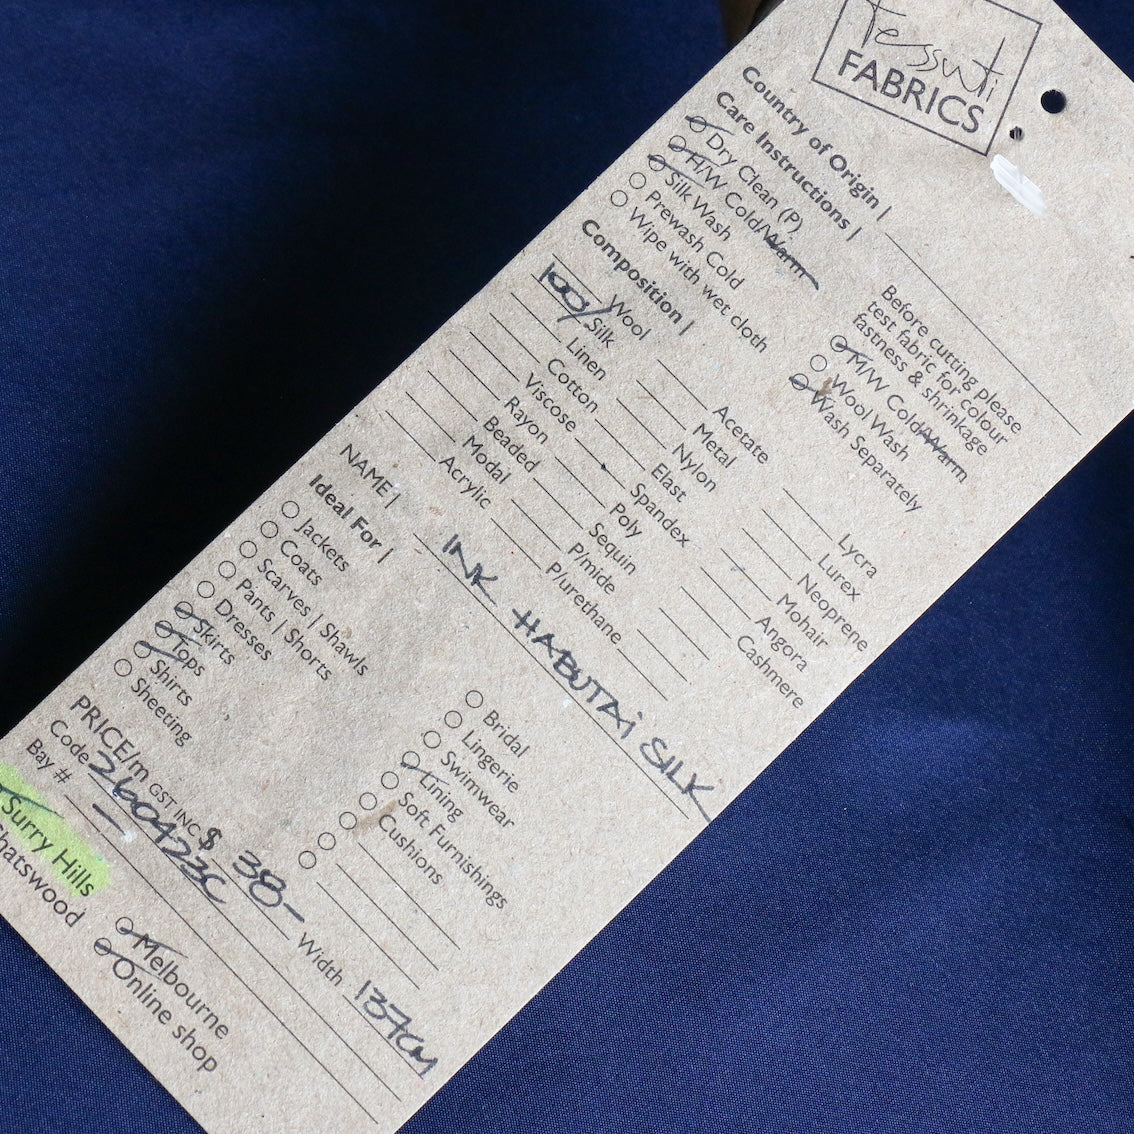 Tessuti
FABRICS
Country of Origin |
Care Instructions |
Dry Clean (P)
H/W Cold/Warm
Silk Wash
Prewash Cold
Wipe with wet cloth
Before cutting please
test fabric for colour
fastness & shrinkage
M/W Cold/Warm
Wool Wash
Wash Separately
Composition |
Wool
100% Silk
Linen
Cotton
Viscose
Rayon
Beaded
Modal
Acrylic
Acetate
Metal
Nylon
Elast
Spandex
Poly
Sequin
P/mide
P/urethane
Lycra
Lurex
Neoprene
Mohair
Angora
Cashmere
NAME | INK HABUTAI SILK
Ideal For |
Jackets
Coats
Scarves | Shawls
Pants | Shorts
Dresses
Skirts
Tops
Shirts
Sheeting
Bridal
Lingerie
Swimwear
Lining
Soft Furnishings
Cushions
PRICE/m GST INC $ 38- Width 137cm
Code 260423C
Bay #
Surry Hills
hatswood
Melbourne
Online shop